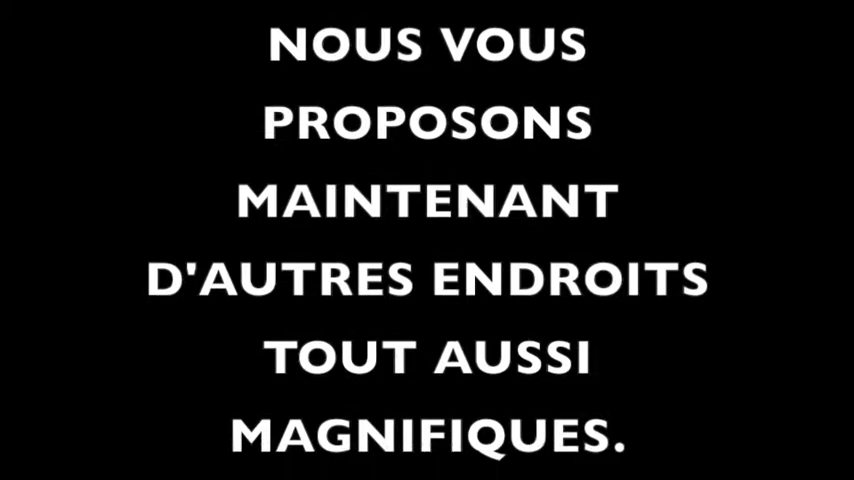 NOUS VOUS
PROPOSONS
MAINTENANT
D'AUTRES ENDROITS
TOUT AUSSI
MAGNIFIQUES.